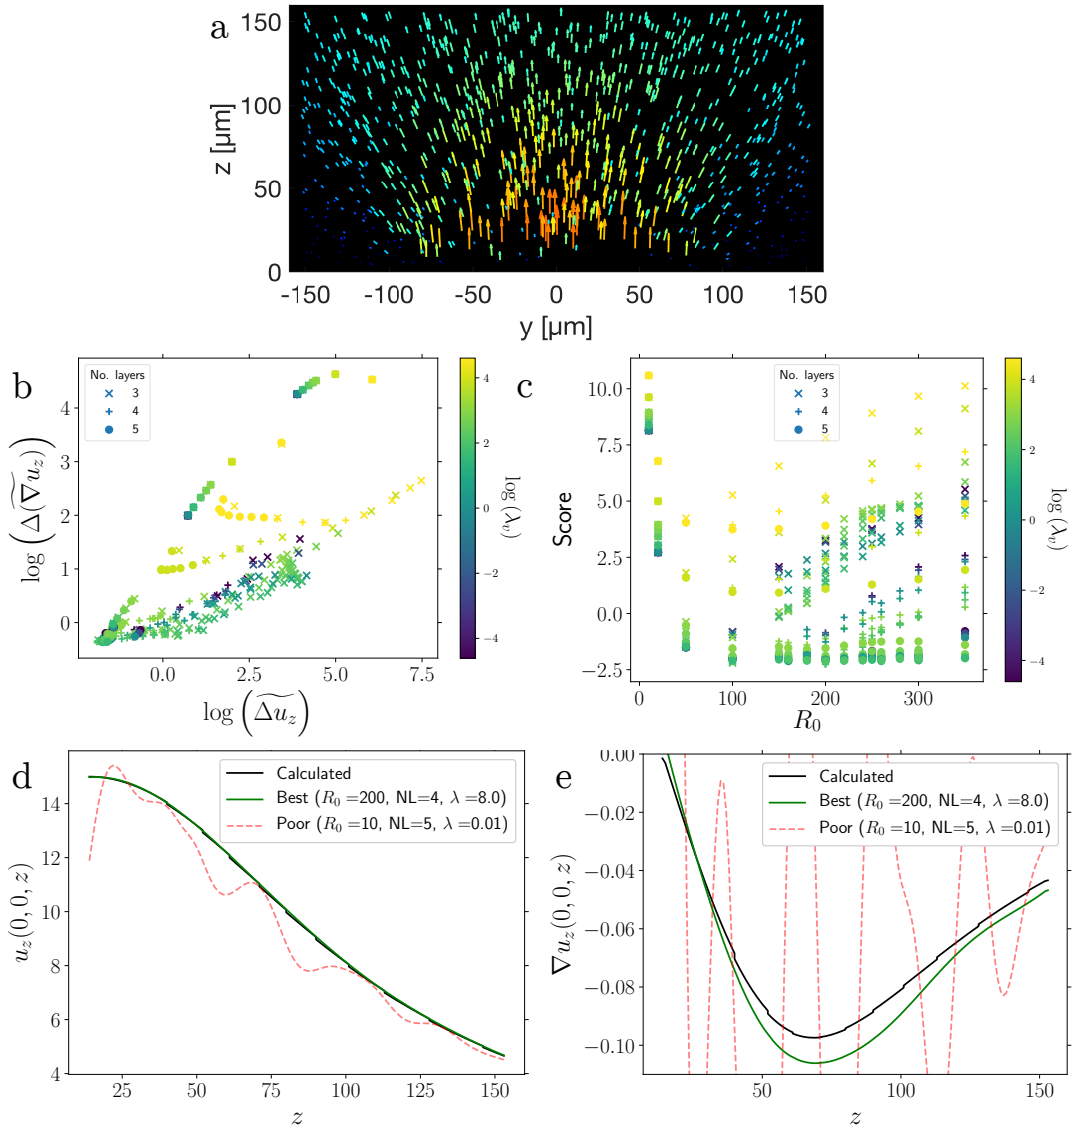 a
z [µm]
150
100
50
0
-150
-100
-50
0
50
100
150
y [µm]
b
No. layers
3
4
5
log (Δ(∇u_z)~)
4
3
2
1
0
0.0
2.5
5.0
7.5
log (Δu_z~)
4
2
0
−2
−4
log (λ_v)
c
No. layers
3
4
5
Score
10.0
7.5
5.0
2.5
0.0
−2.5
0
100
200
300
R_0
4
2
0
−2
−4
log (λ_v)
d
Calculated
Best (R_0 =200, NL=4, λ =8.0)
Poor (R_0 =10, NL=5, λ =0.01)
u_z(0, 0, z)
14
12
10
8
6
4
25
50
75
100
125
150
z
e
Calculated
Best (R_0 =200, NL=4, λ =8.0)
Poor (R_0 =10, NL=5, λ =0.01)
∇u_z(0, 0, z)
0.00
−0.02
−0.04
−0.06
−0.08
−0.10
50
100
150
z